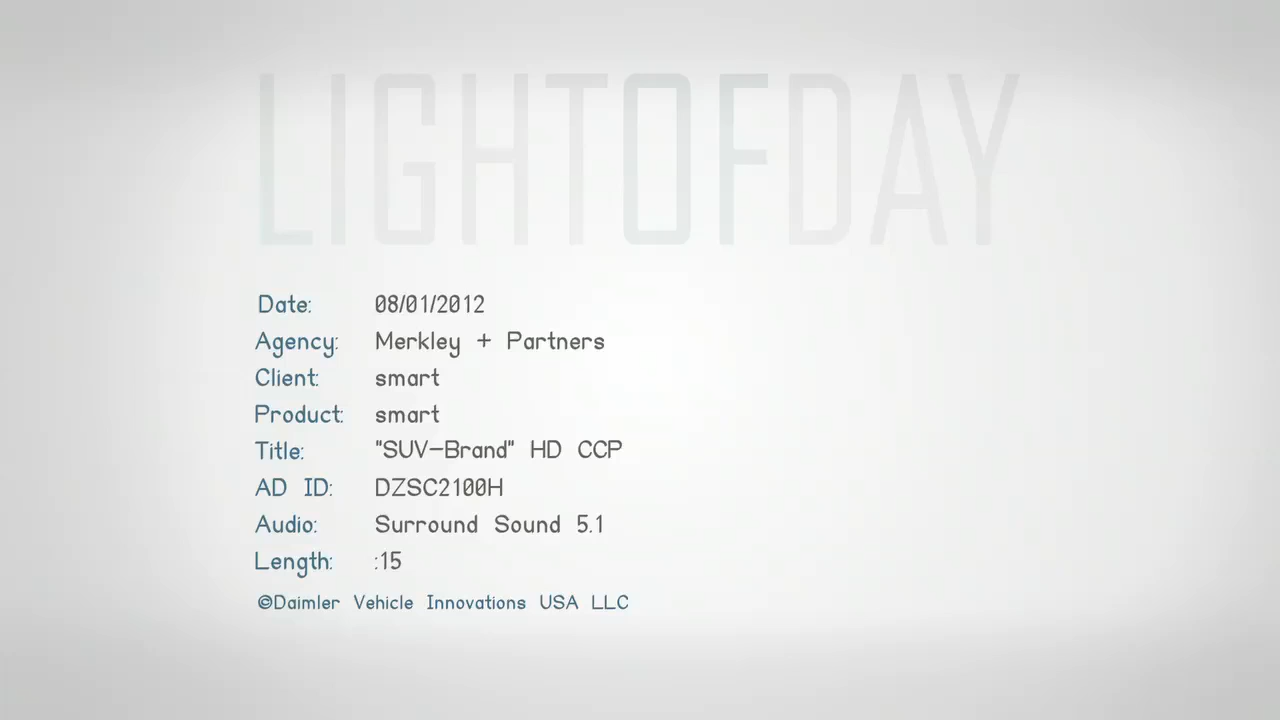 LIGHTOFDAY
Date: 08/01/2012
Agency: Merkley + Partners
Client: smart
Product: smart
Title: "SUV-Brand" HD CCP
AD ID: DZSC2100H
Audio: Surround Sound 5.1
Length: :15
©Daimler Vehicle Innovations USA LLC